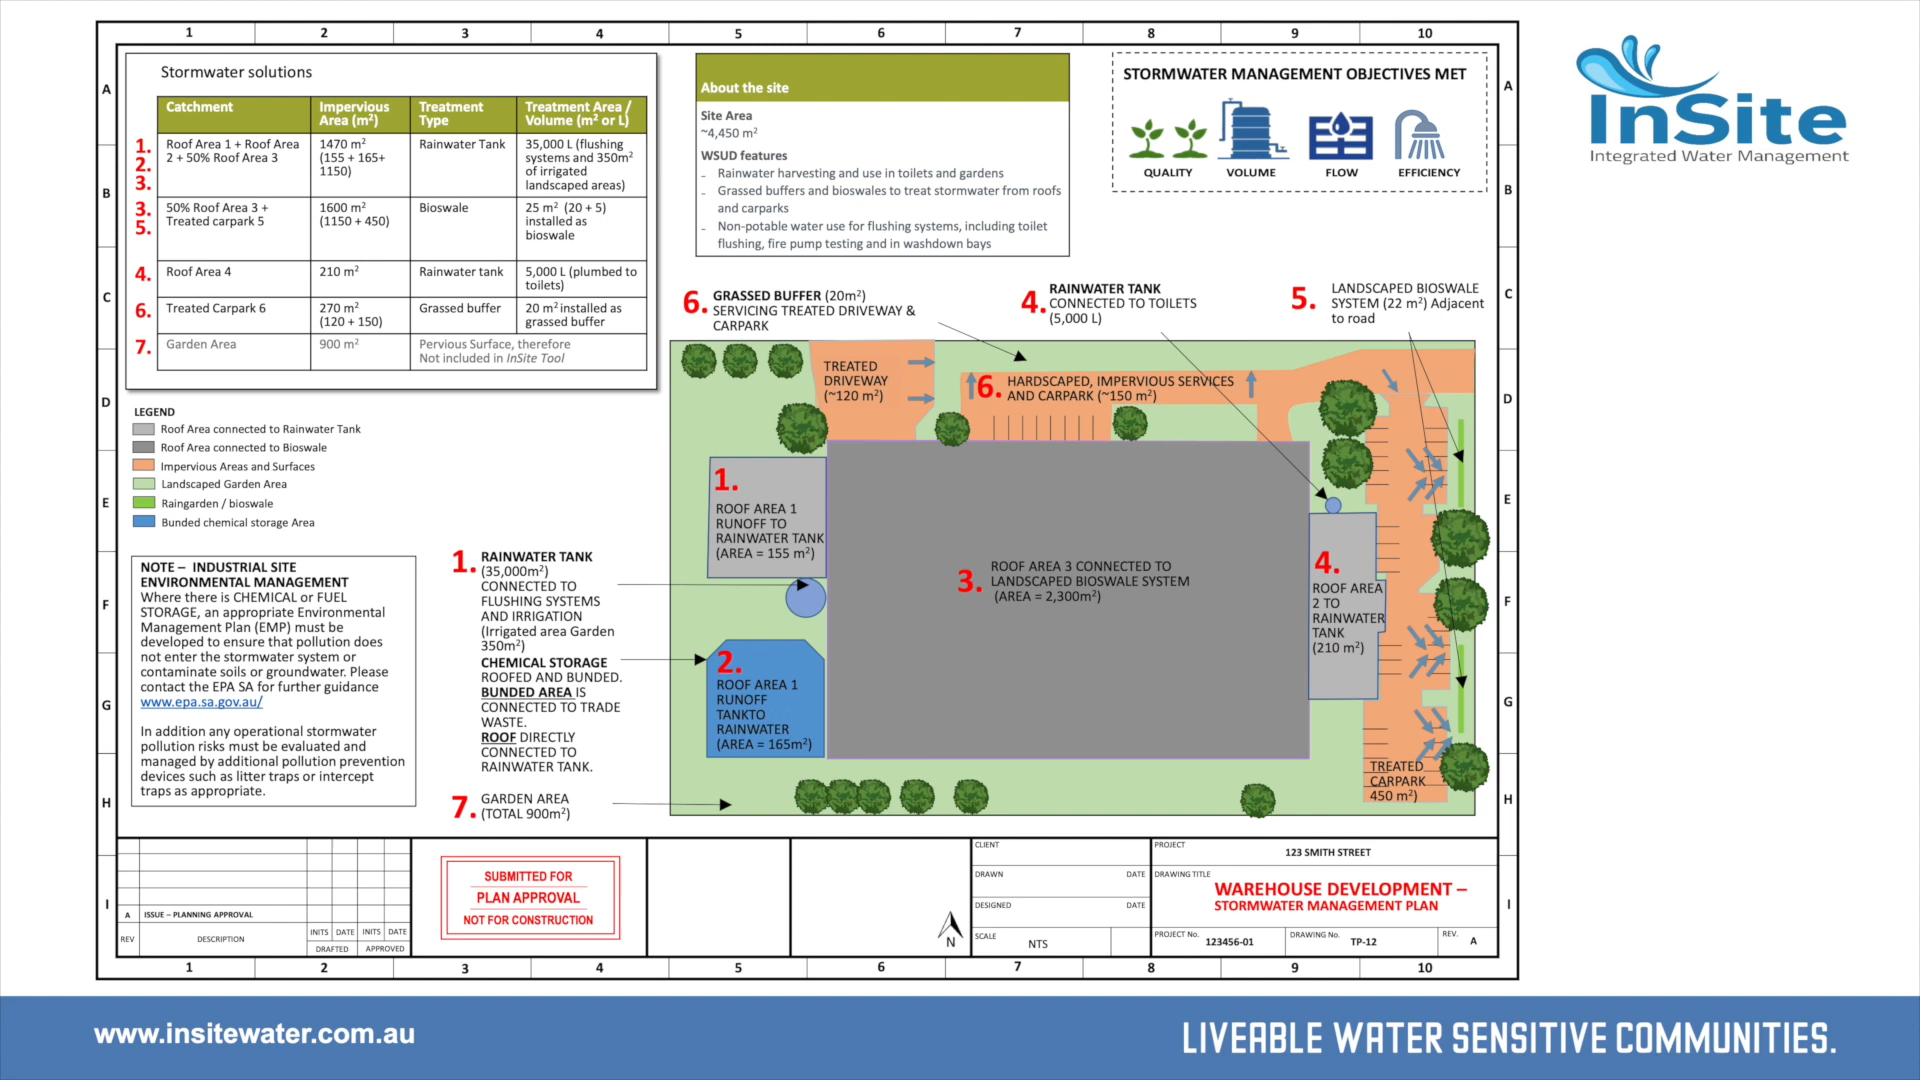 1 2 3 4 5 6 7 8 9 10
A
B
C
D
E
F
G
H
I
Stormwater solutions
Catchment
Impervious
Area (m²)
Treatment
Type
Treatment Area /
Volume (m² or L)
1.
2.
3.
Roof Area 1 + Roof Area
2 + 50% Roof Area 3
1470 m²
(155 + 165+
1150)
Rainwater Tank
35,000 L (flushing
systems and 350m²
of irrigated
landscaped areas)
3.
5.
50% Roof Area 3 +
Treated carpark 5
1600 m²
(1150 + 450)
Bioswale
25 m² (20 + 5)
installed as
bioswale
4.
Roof Area 4
210 m²
Rainwater tank
5,000 L (plumbed to
toilets)
6.
Treated Carpark 6
270 m²
(120 + 150)
Grassed buffer
20 m² installed as
grassed buffer
7.
Garden Area
900 m²
Pervious Surface, therefore
Not included in InSite Tool
About the site
Site Area
~4,450 m²
WSUD features
- Rainwater harvesting and use in toilets and gardens
- Grassed buffers and bioswales to treat stormwater from roofs
and carparks
- Non-potable water use for flushing systems, including toilet
flushing, fire pump testing and in washdown bays
STORMWATER MANAGEMENT OBJECTIVES MET
QUALITY
VOLUME
FLOW
EFFICIENCY
A
B
C
D
E
F
G
H
I
InSite
Integrated Water Management
LEGEND
Roof Area connected to Rainwater Tank
Roof Area connected to Bioswale
Impervious Areas and Surfaces
Landscaped Garden Area
Raingarden / bioswale
Bunded chemical storage Area
NOTE – INDUSTRIAL SITE
ENVIRONMENTAL MANAGEMENT
Where there is CHEMICAL or FUEL
STORAGE, an appropriate Environmental
Management Plan (EMP) must be
developed to ensure that pollution does
not enter the stormwater system or
contaminate soils or groundwater. Please
contact the EPA SA for further guidance
www.epa.sa.gov.au/
In addition any operational stormwater
pollution risks must be evaluated and
managed by additional pollution prevention
devices such as litter traps or intercept
traps as appropriate.
6.
GRASSED BUFFER (20m²)
SERVICING TREATED DRIVEWAY &
CARPARK
4.
RAINWATER TANK
CONNECTED TO TOILETS
(5,000 L)
5.
LANDSCAPED BIOSWALE
SYSTEM (22 m²) Adjacent
to road
TREATED
DRIVEWAY
(~120 m²)
6.
HARDSCAPED, IMPERVIOUS SERVICES
AND CARPARK (~150 m²)
1.
ROOF AREA 1
RUNOFF TO
RAINWATER TANK
(AREA = 155 m²)
1.
RAINWATER TANK
(35,000m²)
CONNECTED TO
FLUSHING SYSTEMS
AND IRRIGATION
(Irrigated area Garden
350m²)
CHEMICAL STORAGE
ROOFED AND BUNDED.
BUNDED AREA IS
CONNECTED TO TRADE
WASTE.
ROOF DIRECTLY
CONNECTED TO
RAINWATER TANK.
7.
GARDEN AREA
(TOTAL 900m²)
2.
ROOF AREA 1
RUNOFF
TANKTO
RAINWATER
(AREA = 165m²)
3.
ROOF AREA 3 CONNECTED TO
LANDSCAPED BIOSWALE SYSTEM
(AREA = 2,300m²)
4.
ROOF AREA
2 TO
RAINWATER
TANK
(210 m²)
TREATED
CARPARK
450 m²)
A ISSUE – PLANNING APPROVAL
REV
DESCRIPTION
INITS DATE INITS DATE
DRAFTED APPROVED
SUBMITTED FOR
PLAN APPROVAL
NOT FOR CONSTRUCTION
N
CLIENT
DRAWN DATE
DESIGNED DATE
SCALE
NTS
PROJECT
123 SMITH STREET
DRAWING TITLE
WAREHOUSE DEVELOPMENT –
STORMWATER MANAGEMENT PLAN
PROJECT No.
123456-01
DRAWING No.
TP-12
REV.
A
1 2 3 4 5 6 7 8 9 10
www.insitewater.com.au
LIVEABLE WATER SENSITIVE COMMUNITIES.